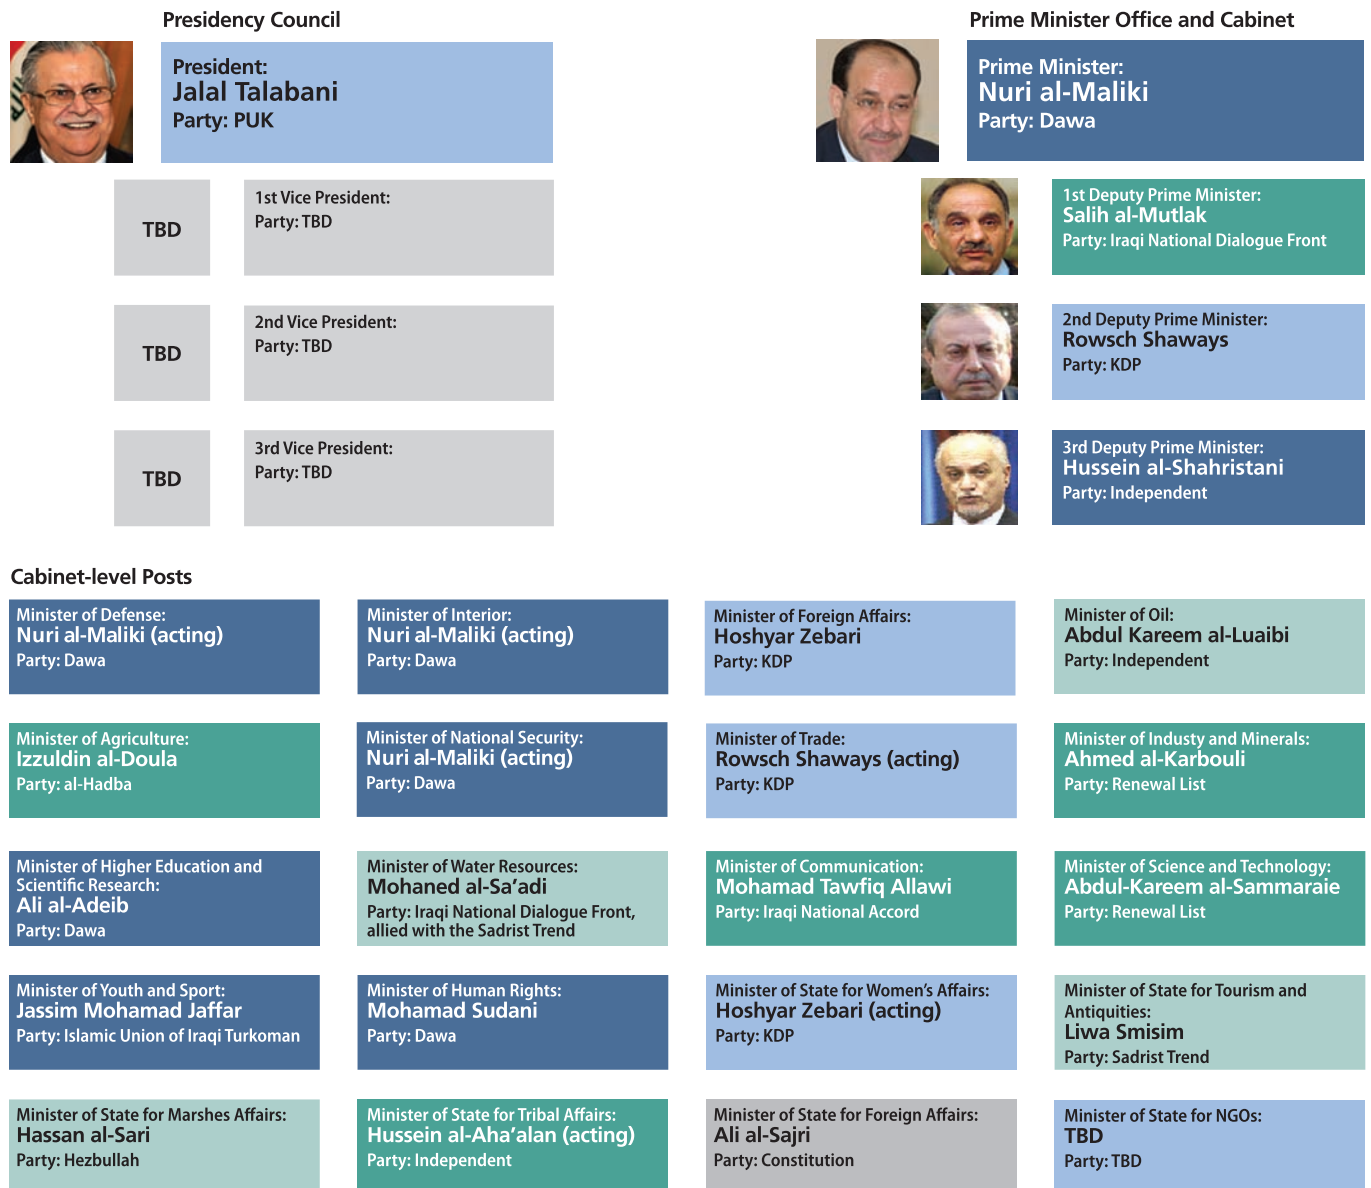 Presidency Council
President:
Jalal Talabani
Party: PUK
TBD
1st Vice President:
Party: TBD
TBD
2nd Vice President:
Party: TBD
TBD
3rd Vice President:
Party: TBD
Prime Minister Office and Cabinet
Prime Minister:
Nuri al-Maliki
Party: Dawa
1st Deputy Prime Minister:
Salih al-Mutlak
Party: Iraqi National Dialogue Front
2nd Deputy Prime Minister:
Rowsch Shaways
Party: KDP
3rd Deputy Prime Minister:
Hussein al-Shahristani
Party: Independent
Cabinet-level Posts
Minister of Defense:
Nuri al-Maliki (acting)
Party: Dawa
Minister of Interior:
Nuri al-Maliki (acting)
Party: Dawa
Minister of Foreign Affairs:
Hoshyar Zebari
Party: KDP
Minister of Oil:
Abdul Kareem al-Luaibi
Party: Independent
Minister of Agriculture:
Izzuldin al-Doula
Party: al-Hadba
Minister of National Security:
Nuri al-Maliki (acting)
Party: Dawa
Minister of Trade:
Rowsch Shaways (acting)
Party: KDP
Minister of Industy and Minerals:
Ahmed al-Karbouli
Party: Renewal List
Minister of Higher Education and
Scientific Research:
Ali al-Adeib
Party: Dawa
Minister of Water Resources:
Mohaned al-Sa’adi
Party: Iraqi National Dialogue Front,
allied with the Sadrist Trend
Minister of Communication:
Mohamad Tawfiq Allawi
Party: Iraqi National Accord
Minister of Science and Technology:
Abdul-Kareem al-Sammaraie
Party: Renewal List
Minister of Youth and Sport:
Jassim Mohamad Jaffar
Party: Islamic Union of Iraqi Turkoman
Minister of Human Rights:
Mohamad Sudani
Party: Dawa
Minister of State for Women’s Affairs:
Hoshyar Zebari (acting)
Party: KDP
Minister of State for Tourism and
Antiquities:
Liwa Smisim
Party: Sadrist Trend
Minister of State for Marshes Affairs:
Hassan al-Sari
Party: Hezbullah
Minister of State for Tribal Affairs:
Hussein al-Aha’alan (acting)
Party: Independent
Minister of State for Foreign Affairs:
Ali al-Sajri
Party: Constitution
Minister of State for NGOs:
TBD
Party: TBD